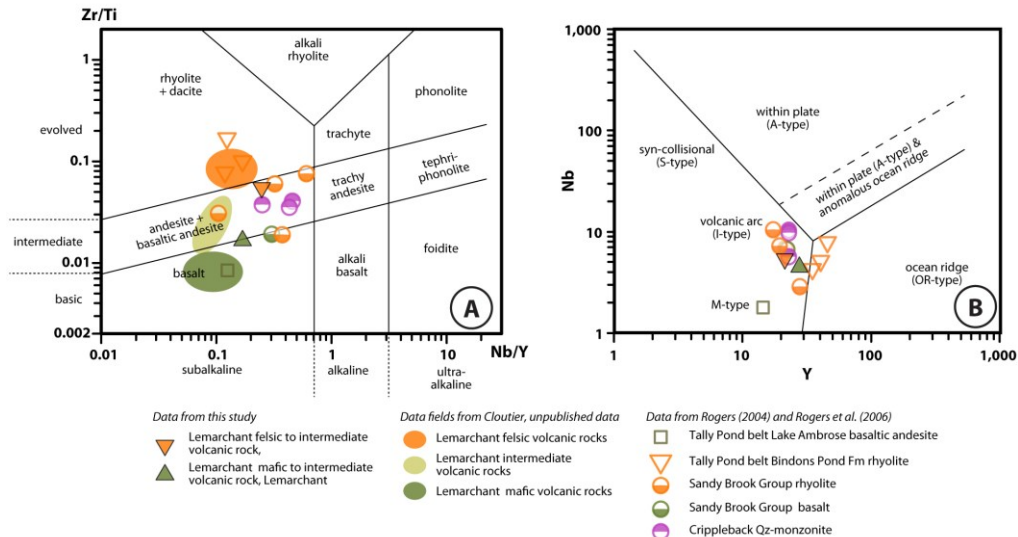 Zr/Ti
1
0.1
0.01
0.002
evolved
intermediate
basic
alkali
rhyolite
rhyolite
+ dacite
phonolite
trachyte
tephri-
phonolite
trachy
andesite
andesite +
basaltic andesite
foidite
alkali
basalt
basalt
A
0.01
0.1
1
10
Nb/Y
subalkaline
alkaline
ultra-
alkaline
1,000
100
10
1
Nb
within plate
(A-type)
syn-collisional
(S-type)
within plate (A-type) &
anomalous ocean ridge
volcanic arc
(I-type)
ocean ridge
(OR-type)
M-type
B
1
10
100
1,000
Y
Data from this study
Lemarchant felsic to intermediate
volcanic rock,
Lemarchant mafic to intermediate
volcanic rock, Lemarchant
Data fields from Cloutier, unpublished data
Lemarchant felsic volcanic rocks
Lemarchant intermediate
volcanic rocks
Lemarchant mafic volcanic rocks
Data from Rogers (2004) and Rogers et al. (2006)
Tally Pond belt Lake Ambrose basaltic andesite
Tally Pond belt Bindons Pond Fm rhyolite
Sandy Brook Group rhyolite
Sandy Brook Group basalt
Crippleback Qz-monzonite